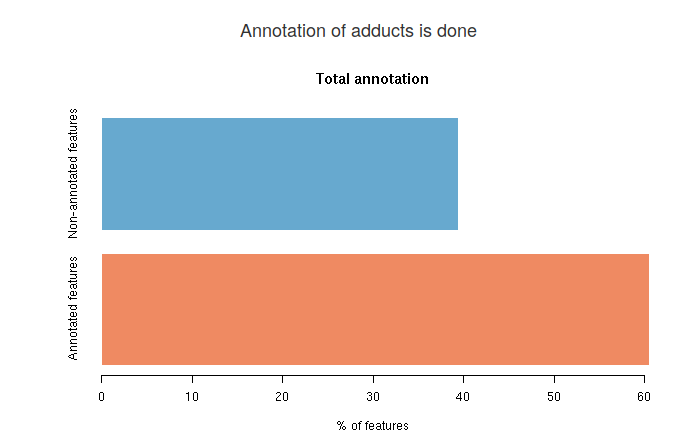 Annotation of adducts is done
Total annotation
Non-annotated features
Annotated features
0 10 20 30 40 50 60
% of features